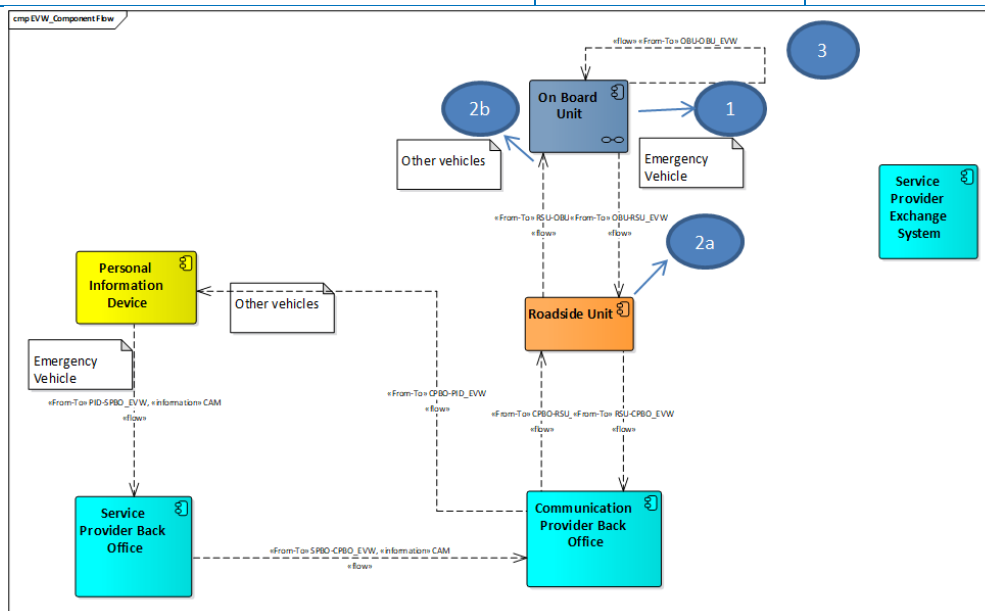 cmp EVW_Component Flow
«flow» «From-To» OBU-OBU_EVW
3
On Board
Unit
2b
1
Other vehicles
Emergency
Vehicle
Service
Provider
Exchange
System
«From-To» RSU-OBU
«flow»
«From-To» OBU-RSU_EVW
«flow»
2a
Personal
Information
Device
Other vehicles
Roadside Unit
Emergency
Vehicle
«From-To» PID-SPBO_EVW, «information» CAM
«flow»
«From-To» CPBO-PID_EVW
«flow»
«From-To» CPBO-RSU_
«flow»
«From-To» RSU-CPBO_EVW
«flow»
Service
Provider Back
Office
Communication
Provider Back
Office
«From-To» SPBO-CPBO_EVW, «information» CAM
«flow»